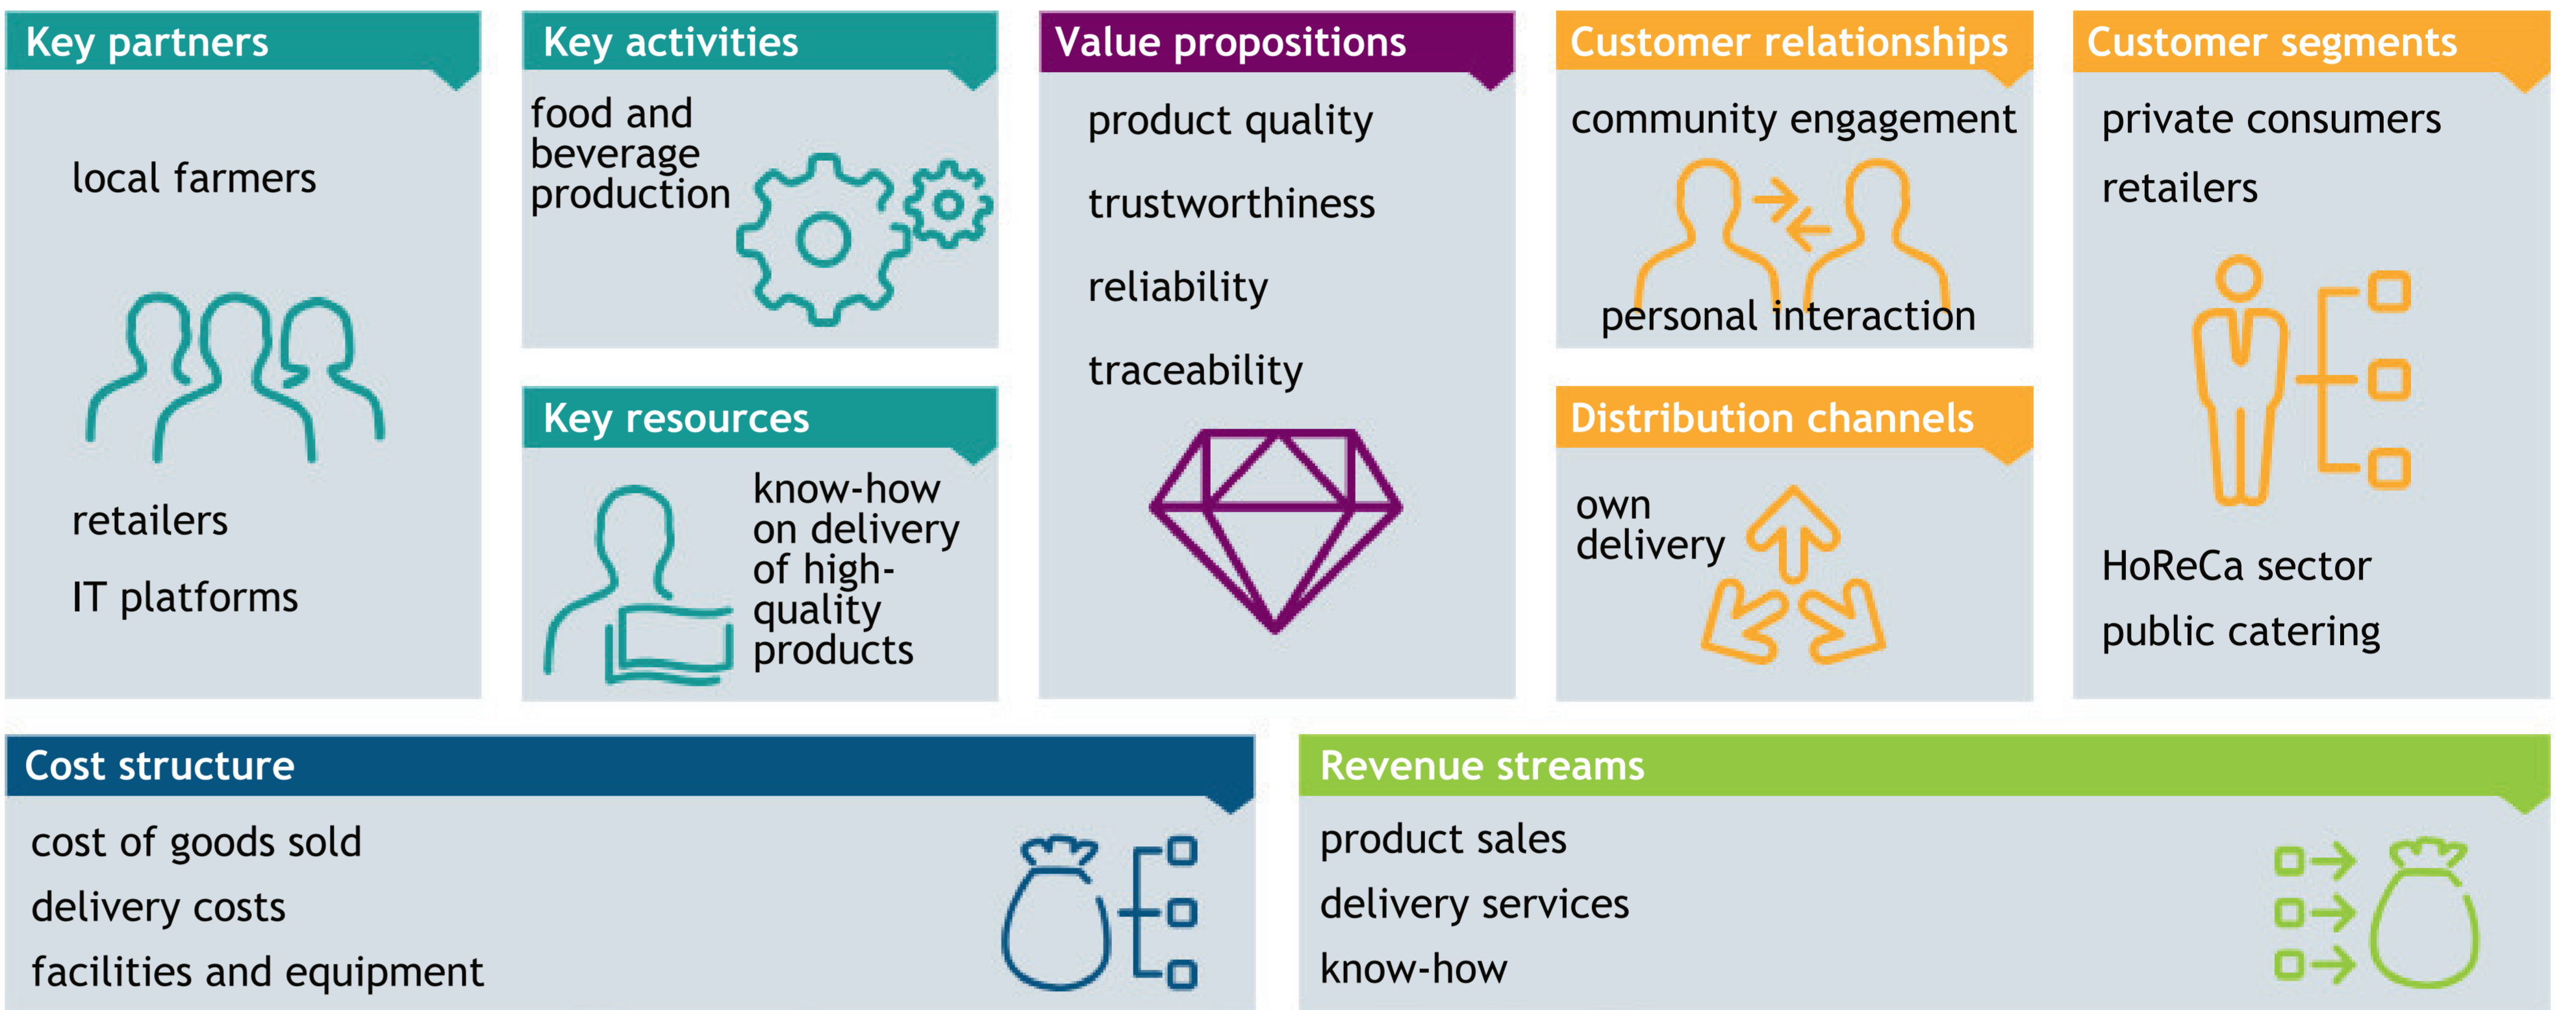 Key partners
local farmers
retailers
IT platforms
Key activities
food and
beverage
production
Key resources
know-how
on delivery
of high-
quality
products
Value propositions
product quality
trustworthiness
reliability
traceability
Customer relationships
community engagement
personal interaction
Distribution channels
own
delivery
Customer segments
private consumers
retailers
HoReCa sector
public catering
Cost structure
cost of goods sold
delivery costs
facilities and equipment
Revenue streams
product sales
delivery services
know-how